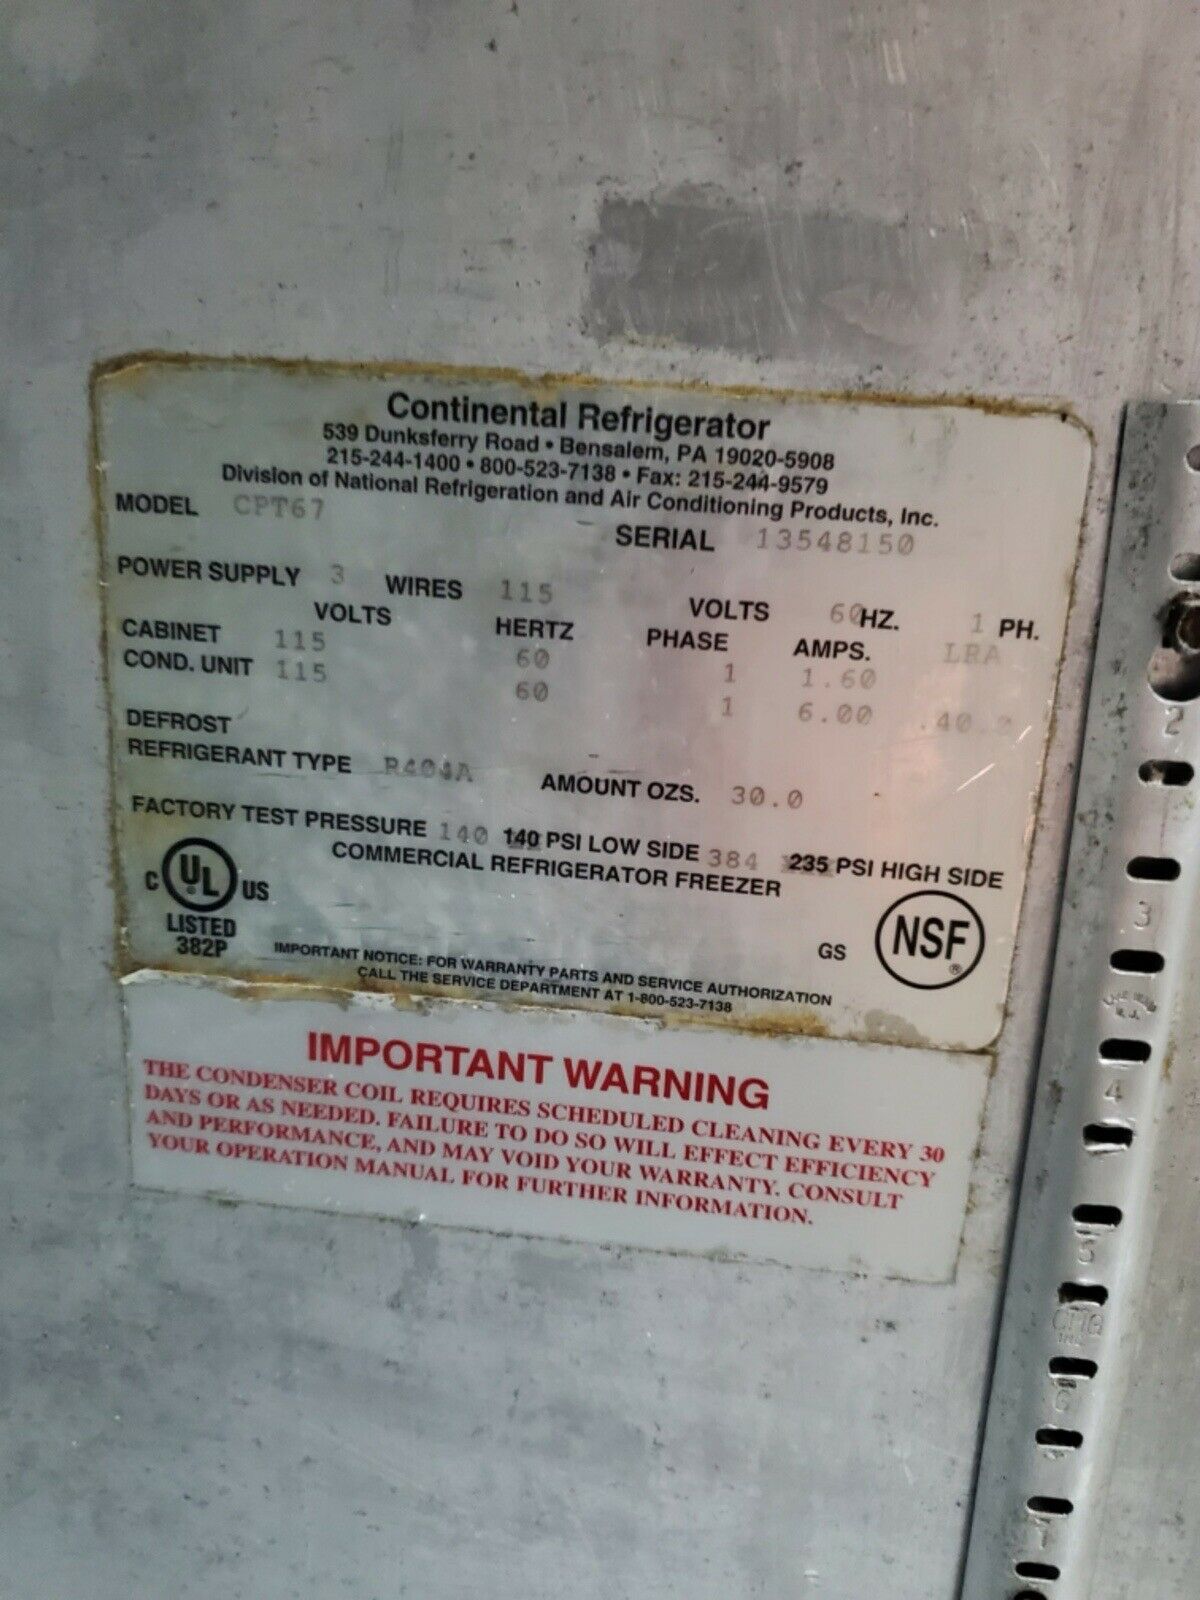 Continental Refrigerator
539 Dunksferry Road • Bensalem, PA 19020-5908
215-244-1400 • 800-523-7138 • Fax: 215-244-9579
Division of National Refrigeration and Air Conditioning Products, Inc.
MODEL CPT67 SERIAL 13548150
POWER SUPPLY 3 WIRES 115 VOLTS 60 HZ. 1 PH.
VOLTS HERTZ PHASE AMPS. LRA
CABINET 115 60 1 1.60
COND. UNIT 115 60 1 6.00 40.0
DEFROST
REFRIGERANT TYPE R404A AMOUNT OZS. 30.0
FACTORY TEST PRESSURE 140 140 PSI LOW SIDE 384 235 PSI HIGH SIDE
COMMERCIAL REFRIGERATOR FREEZER
C UL US
LISTED
382P
GS
NSF
®
IMPORTANT NOTICE: FOR WARRANTY PARTS AND SERVICE AUTHORIZATION
CALL THE SERVICE DEPARTMENT AT 1-800-523-7138
IMPORTANT WARNING
THE CONDENSER COIL REQUIRES SCHEDULED CLEANING EVERY 30
DAYS OR AS NEEDED. FAILURE TO DO SO WILL EFFECT EFFICIENCY
AND PERFORMANCE, AND MAY VOID YOUR WARRANTY. CONSULT
YOUR OPERATION MANUAL FOR FURTHER INFORMATION.
2
3
4
5
6
7